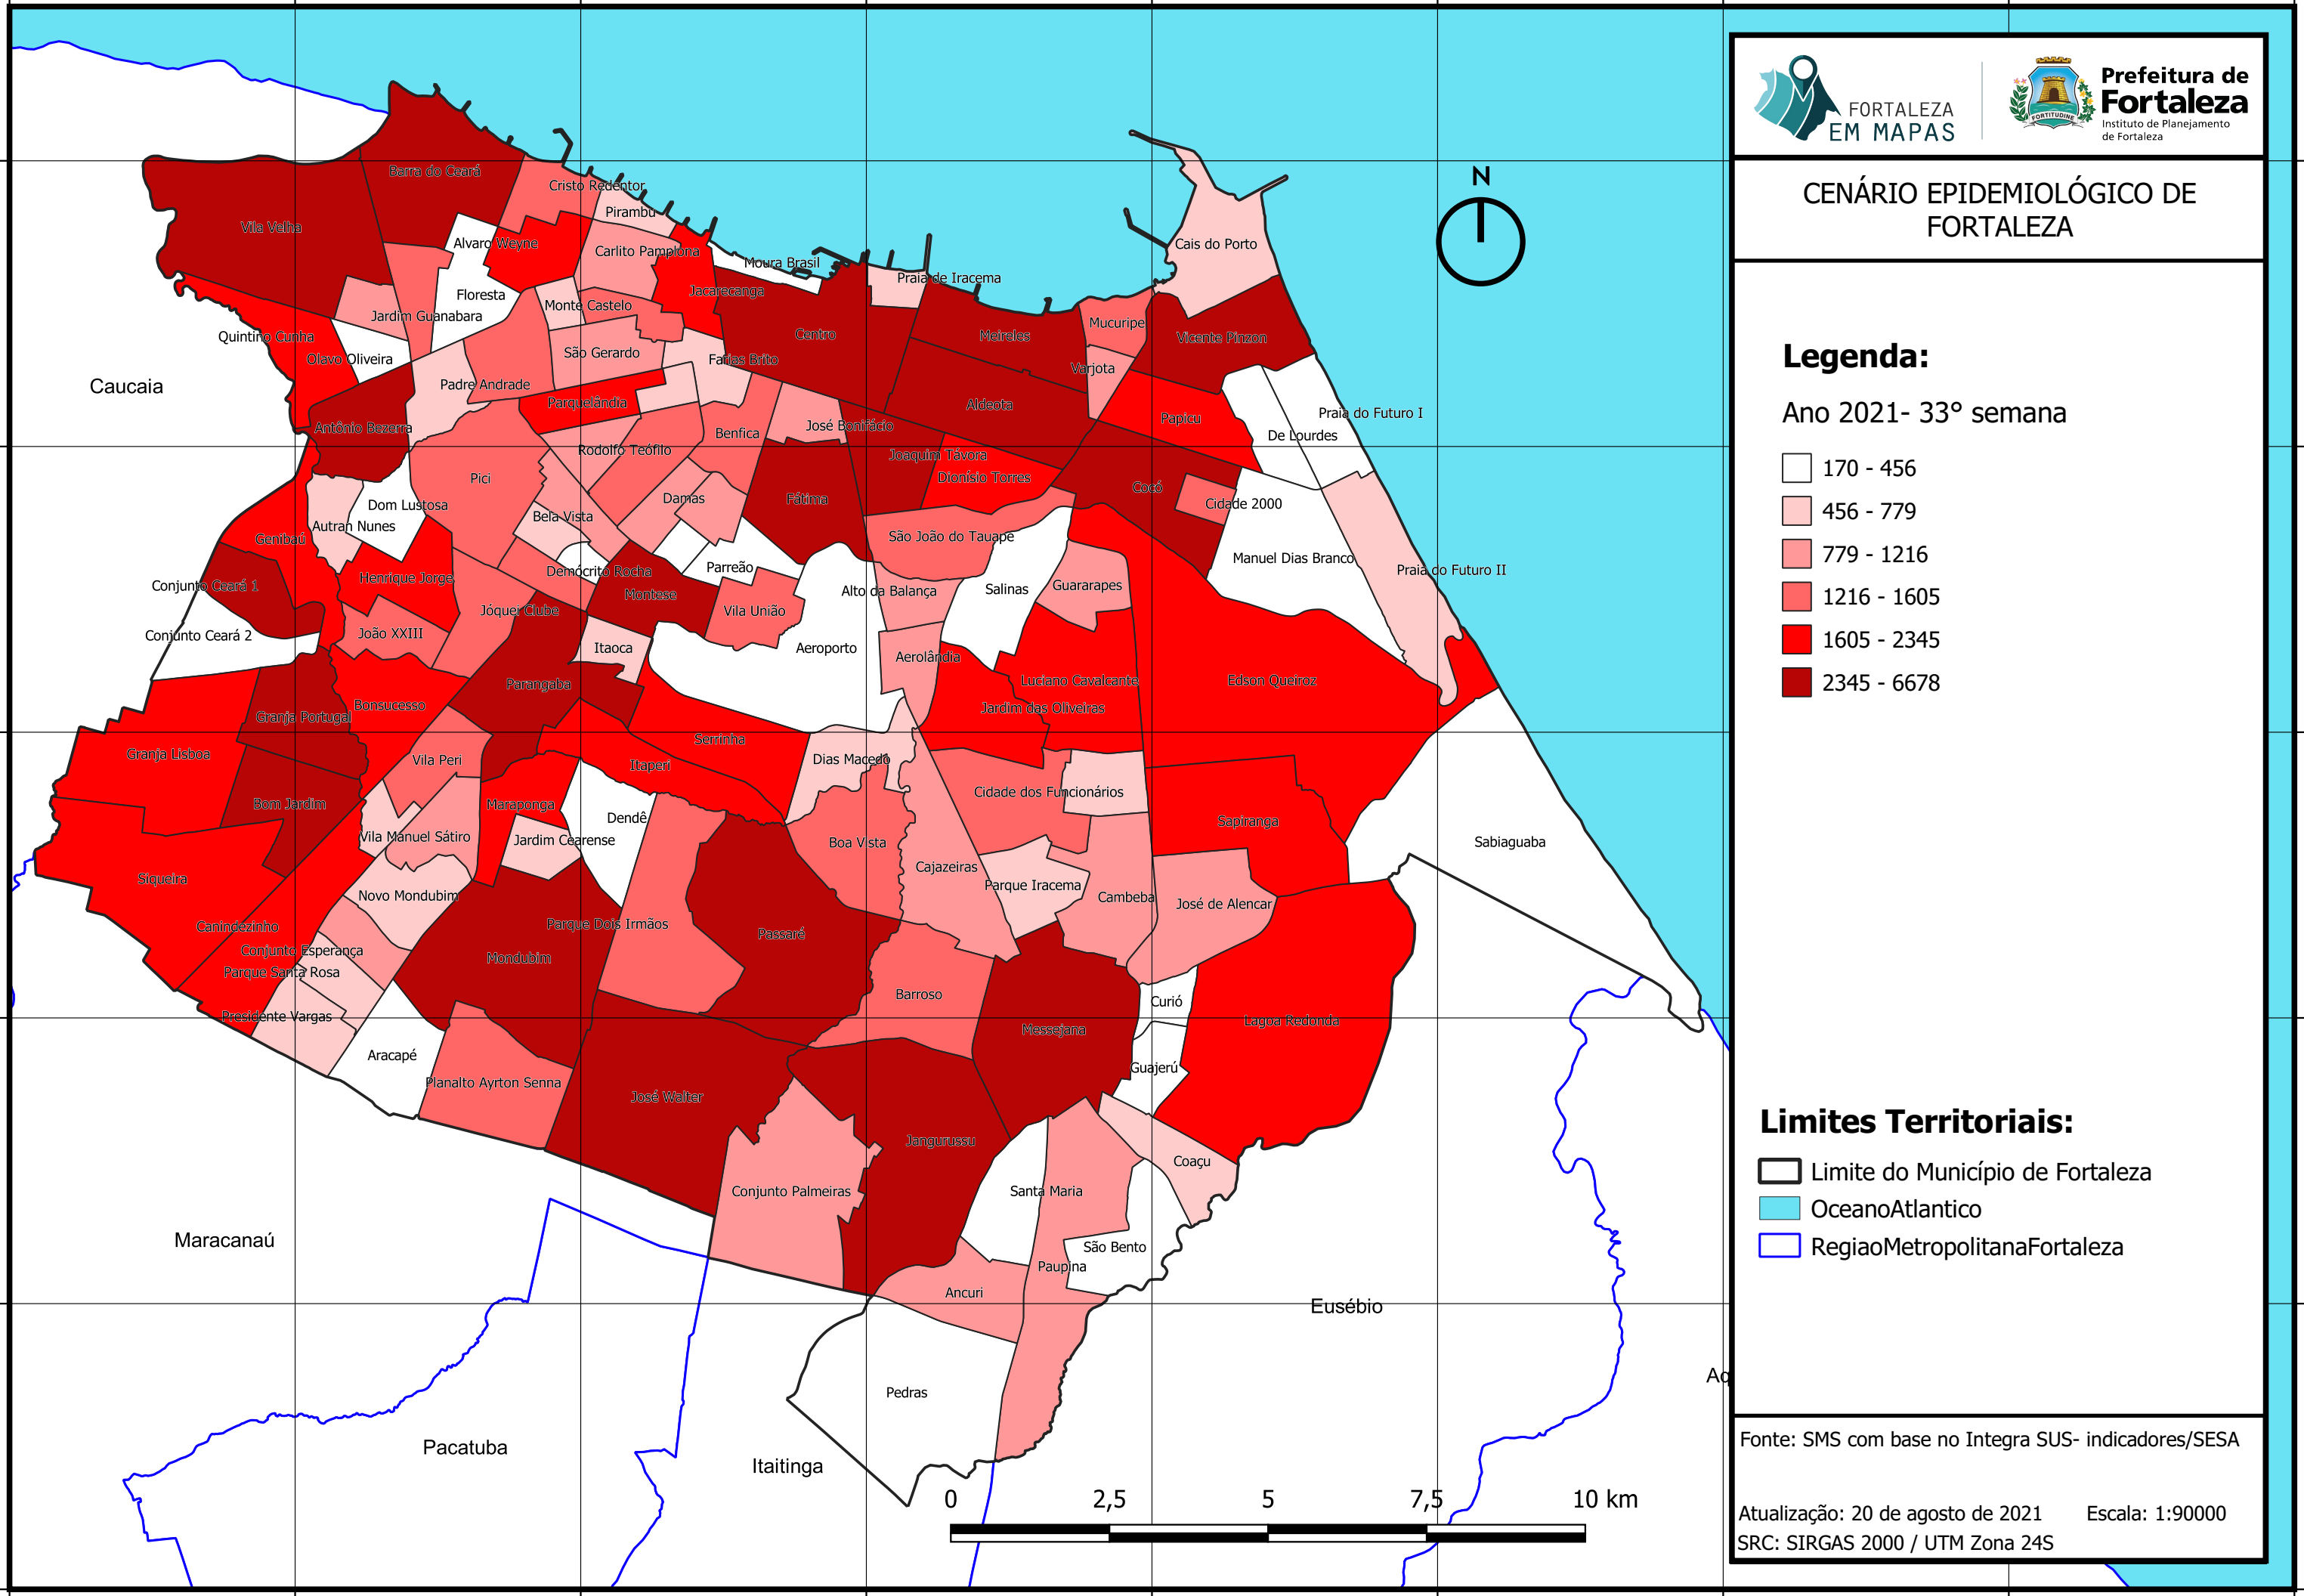 FORTALEZA
EM MAPAS
FORTITUDINE
Prefeitura de
Fortaleza
Instituto de Planejamento
de Fortaleza
CENÁRIO EPIDEMIOLÓGICO DE
FORTALEZA
Legenda:
Ano 2021- 33° semana
170 - 456
456 - 779
779 - 1216
1216 - 1605
1605 - 2345
2345 - 6678
Limites Territoriais:
Limite do Município de Fortaleza
OceanoAtlantico
RegiaoMetropolitanaFortaleza
Fonte: SMS com base no Integra SUS- indicadores/SESA
Atualização: 20 de agosto de 2021 Escala: 1:90000
SRC: SIRGAS 2000 / UTM Zona 24S
N
Barra do Ceará
Cristo Redentor
Pirambu
Vila Velha
Alvaro Weyne
Carlito Pamplona
Cais do Porto
Moura Brasil
Praia de Iracema
Jacarecanga
Floresta
Monte Castelo
Jardim Guanabara
Mucuripe
Quintino Cunha
Centro
Meireles
Vicente Pinzon
São Gerardo
Olavo Oliveira
Farias Brito
Varjota
Padre Andrade
Caucaia
Parquelândia
Aldeota
Praia do Futuro I
Papicu
Antônio Bezerra
José Bonifácio
Benfica
De Lourdes
Rodolfo Teófilo
Joaquim Távora
Pici
Dionísio Torres
Cocó
Damas
Fátima
Dom Lustosa
Cidade 2000
Bela Vista
Autran Nunes
São João do Tauape
Genibaú
Manuel Dias Branco
Parreão
Praia do Futuro II
Demócrito Rocha
Henrique Jorge
Conjunto Ceará 1
Guararapes
Alto da Balança
Salinas
Montese
Jóquer Clube
Vila União
João XXIII
Conjunto Ceará 2
Itaoca
Aeroporto
Aerolândia
Parangaba
Luciano Cavalcante
Edson Queiroz
Bonsucesso
Jardim das Oliveiras
Granja Portugal
Serrinha
Granja Lisboa
Vila Peri
Dias Macedo
Itaperi
Cidade dos Funcionários
Bom Jardim
Maraponga
Dendê
Sapiranga
Vila Manuel Sátiro
Jardim Cearense
Boa Vista
Sabiaguaba
Cajazeiras
Siqueira
Parque Iracema
Novo Mondubim
Cambeba
José de Alencar
Canindezinho
Parque Dois Irmãos
Passaré
Conjunto Esperança
Mondubim
Parque Santa Rosa
Barroso
Curió
Presidente Vargas
Messejana
Lagoa Redonda
Aracapé
Guajerú
Planalto Ayrton Senna
José Walter
Jangurussu
Coaçu
Conjunto Palmeiras
Santa Maria
Maracanaú
São Bento
Paupina
Ancuri
Eusébio
Aq
Pedras
Pacatuba
Itaitinga
0 2,5 5 7,5 10 km